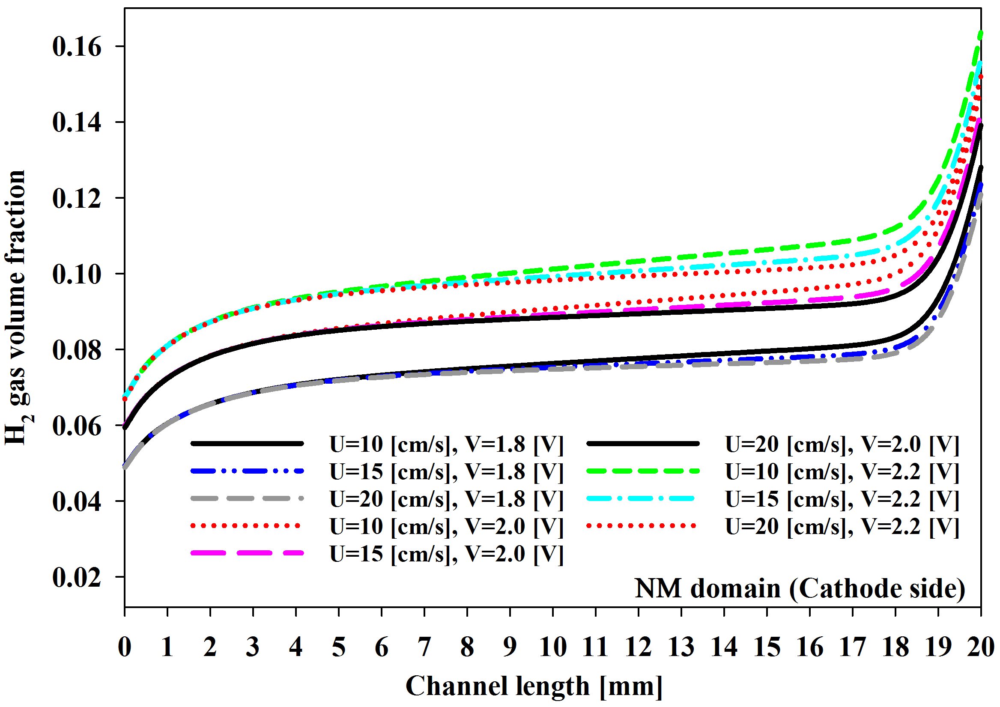 H2 gas volume fraction
0.16
0.14
0.12
0.10
0.08
0.06
0.04
0.02
U=10 [cm/s], V=1.8 [V]
U=15 [cm/s], V=1.8 [V]
U=20 [cm/s], V=1.8 [V]
U=10 [cm/s], V=2.0 [V]
U=15 [cm/s], V=2.0 [V]
U=20 [cm/s], V=2.0 [V]
U=10 [cm/s], V=2.2 [V]
U=15 [cm/s], V=2.2 [V]
U=20 [cm/s], V=2.2 [V]
NM domain (Cathode side)
0 1 2 3 4 5 6 7 8 9 10 11 12 13 14 15 16 17 18 19 20
Channel length [mm]